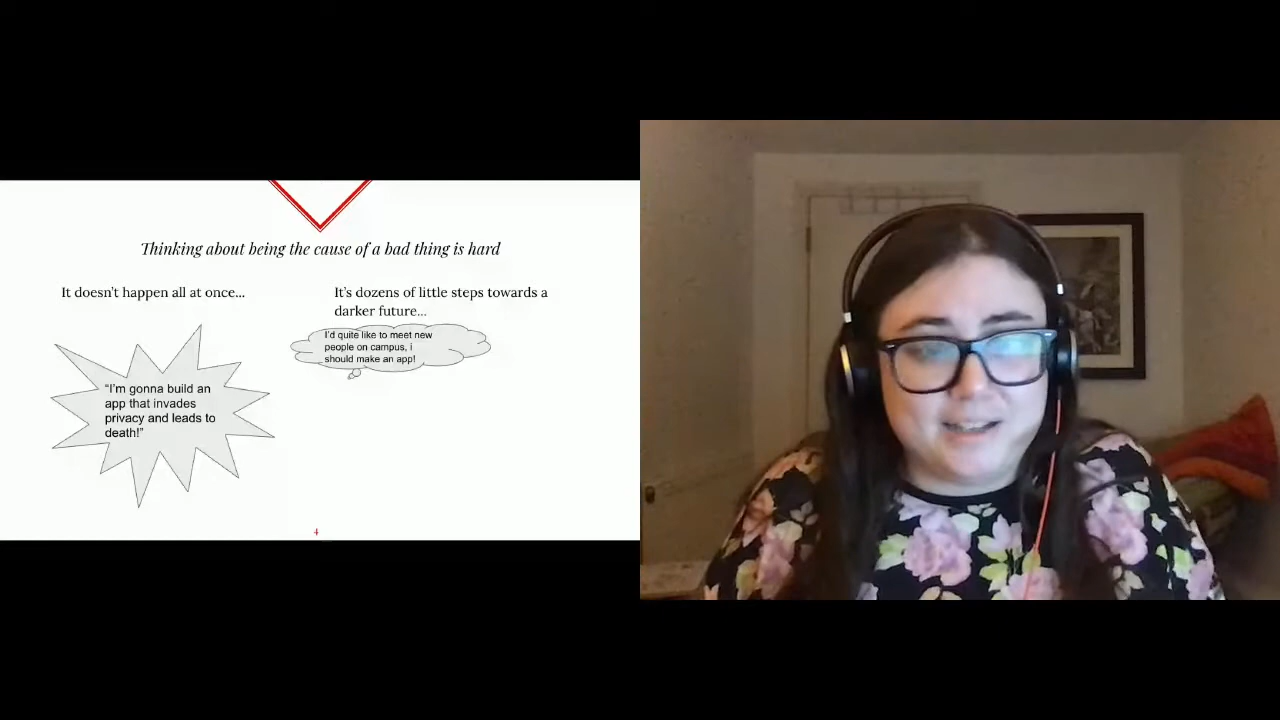 Thinking about being the cause of a bad thing is hard
It doesn't happen all at once...
It's dozens of little steps towards a
darker future...
I'd quite like to meet new
people on campus, i
should make an app!
"I'm gonna build an
app that invades
privacy and leads to
death!"
4